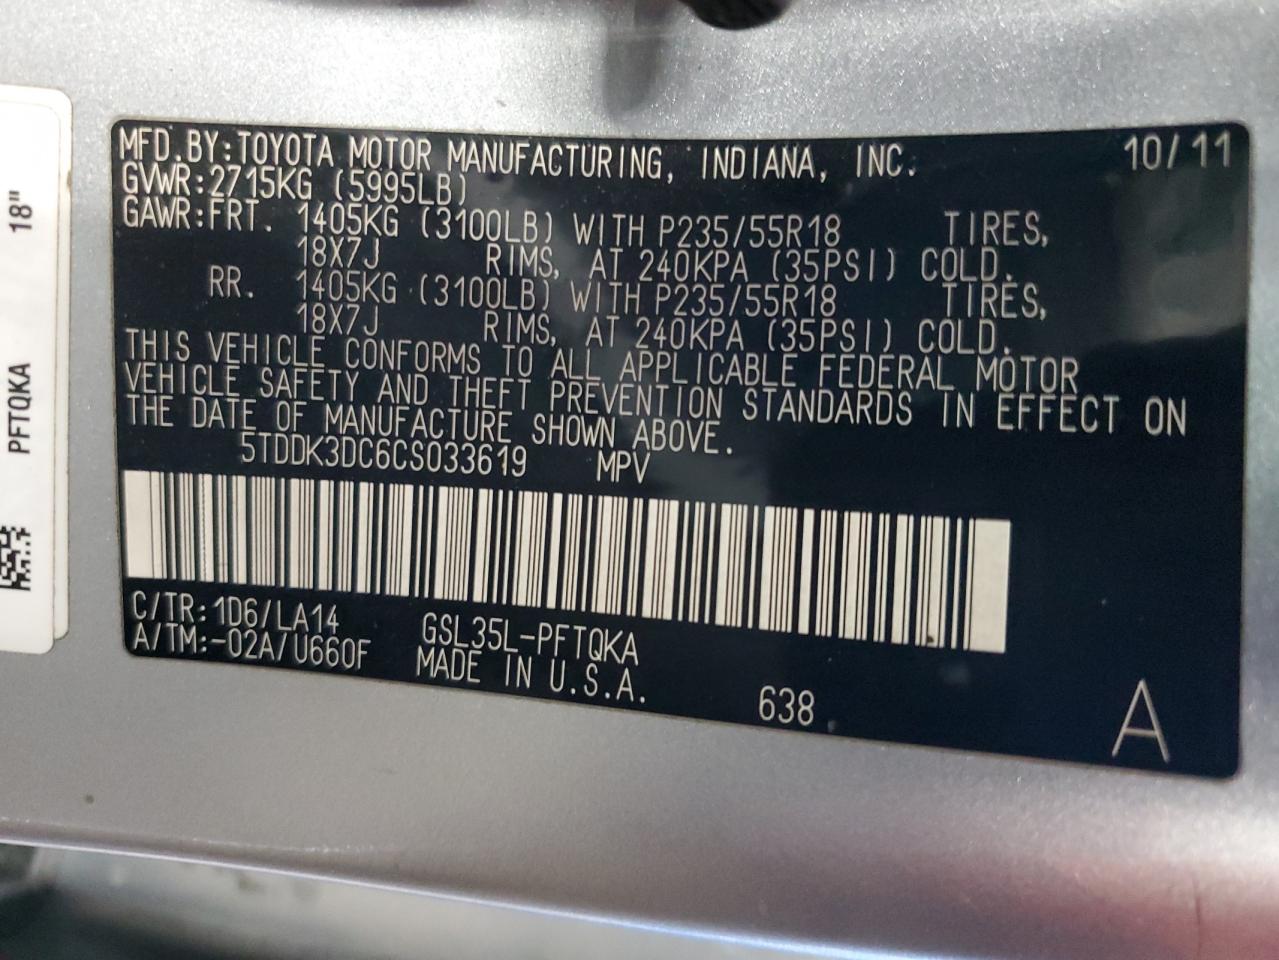 MFD.BY:TOYOTA MOTOR MANUFACTURING, INDIANA, INC. 10/11
GVWR:2715KG (5995LB)
GAWR:FRT. 1405KG (3100LB) WITH P235/55R18 TIRES,
18X7J RIMS, AT 240KPA (35PSI) COLD.
RR. 1405KG (3100LB) WITH P235/55R18 TIRES,
18X7J RIMS, AT 240KPA (35PSI) COLD.
THIS VEHICLE CONFORMS TO ALL APPLICABLE FEDERAL MOTOR
VEHICLE SAFETY AND THEFT PREVENTION STANDARDS IN EFFECT ON
THE DATE OF MANUFACTURE SHOWN ABOVE.
5TDDK3DC6CS033619 MPV
C/TR:1D6/LA14 GSL35L-PFTQKA
A/TM:-02A/U660F MADE IN U.S.A.
638 A
PFTQKA 18"